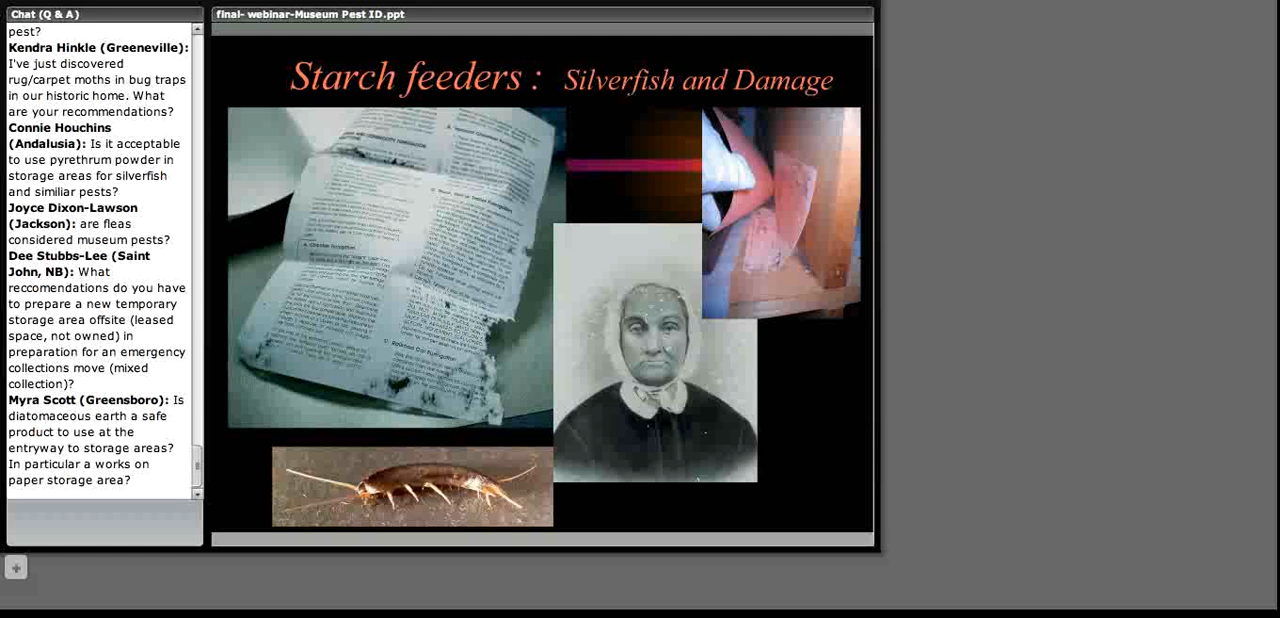 Chat (Q & A)
pest?
Kendra Hinkle (Greeneville):
I've just discovered
rug/carpet moths in bug traps
in our historic home. What
are your recommendations?
Connie Houchins
(Andalusia): Is it acceptable
to use pyrethrum powder in
storage areas for silverfish
and similiar pests?
Joyce Dixon-Lawson
(Jackson): are fleas
considered museum pests?
Dee Stubbs-Lee (Saint
John, NB): What
reccomendations do you have
to prepare a new temporary
storage area offsite (leased
space, not owned) in
preparation for an emergency
collections move (mixed
collection)?
Myra Scott (Greensboro): Is
diatomaceous earth a safe
product to use at the
entryway to storage areas?
In particular a works on
paper storage area?
final- webinar-Museum Pest ID.ppt
Starch feeders : Silverfish and Damage